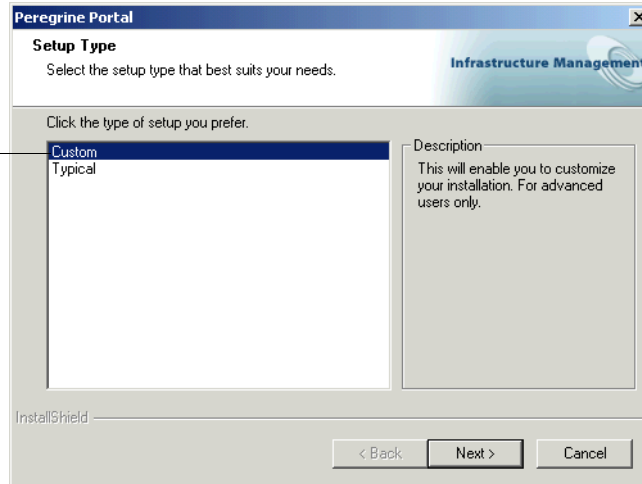 Peregrine Portal
Setup Type
Select the setup type that best suits your needs.
Infrastructure Management
Click the type of setup you prefer.
Custom
Typical
Description
This will enable you to customize
your installation. For advanced
users only.
InstallShield
< Back
Next >
Cancel